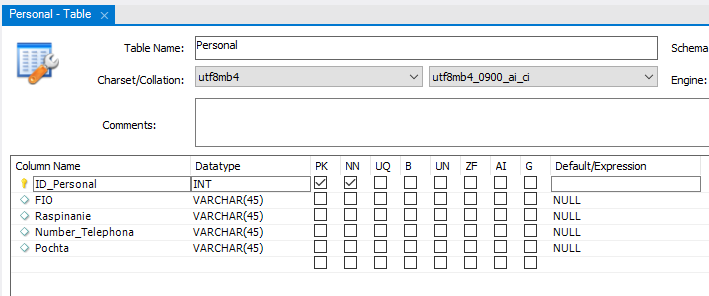 Personal - Table ×
Table Name: Personal Schema
Charset/Collation: utf8mb4 utf8mb4_0900_ai_ci Engine:
Comments:
Column Name Datatype PK NN UQ B UN ZF AI G Default/Expression
ID_Personal INT
FIO VARCHAR(45) NULL
Raspinanie VARCHAR(45) NULL
Number_Telephona VARCHAR(45) NULL
Pochta VARCHAR(45) NULL